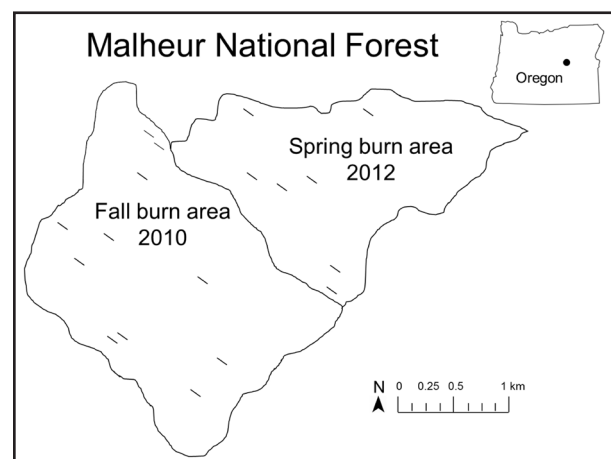 Malheur National Forest
Oregon
Spring burn area
2012
Fall burn area
2010
N
0 0.25 0.5 1 km